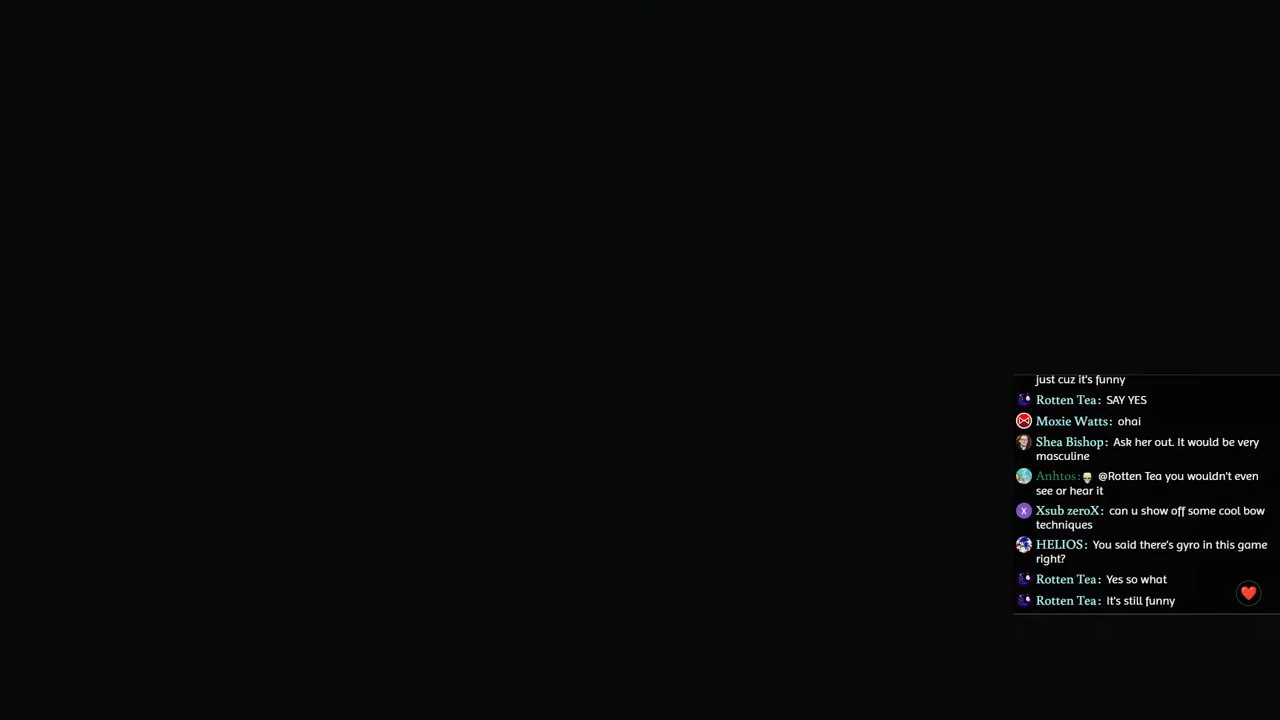 just cuz it's funny
Rotten Tea: SAY YES
Moxie Watts: ohai
Shea Bishop: Ask her out. It would be very
masculine
Anhtos: @Rotten Tea you wouldn't even
see or hear it
X Xsub zeroX: can u show off some cool bow
techniques
HELIOS: You said there's gyro in this game
right?
Rotten Tea: Yes so what
Rotten Tea: It's still funny